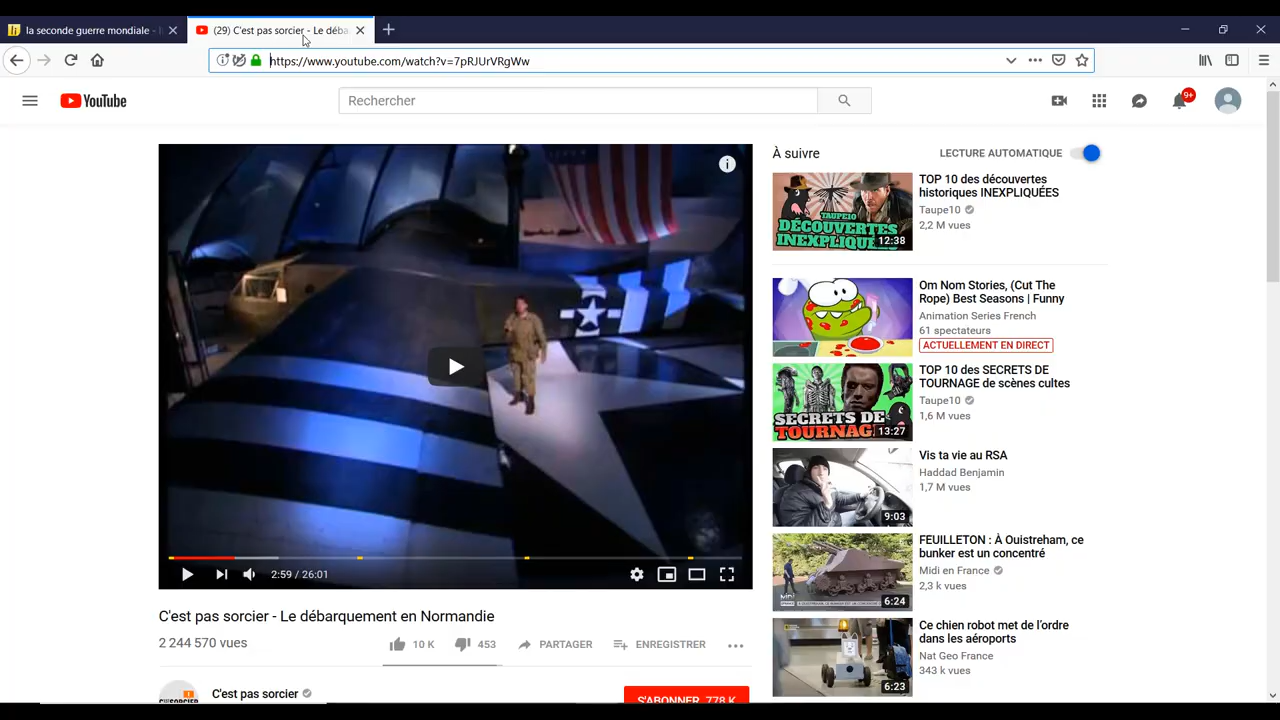 la seconde guerre mondiale -
(29) C'est pas sorcier - Le déba
https://www.youtube.com/watch?v=7pRJUrVRgWw
YouTube
Rechercher
9+
À suivre
LECTURE AUTOMATIQUE
TAUPE10
DÉCOUVERTES
INEXPLIQUÉES
12:38
TOP 10 des découvertes
historiques INEXPLIQUÉES
Taupe10
2,2 M vues
Om Nom Stories, (Cut The
Rope) Best Seasons | Funny
Animation Series French
61 spectateurs
ACTUELLEMENT EN DIRECT
SECRETS DE
TOURNAG
13:27
TOP 10 des SECRETS DE
TOURNAGE de scènes cultes
Taupe10
1,6 M vues
9:03
Vis ta vie au RSA
Haddad Benjamin
1,7 M vues
6:24
FEUILLETON : À Ouistreham, ce
bunker est un concentré
Midi en France
2,3 k vues
6:23
Ce chien robot met de l'ordre
dans les aéroports
Nat Geo France
343 k vues
2:59 / 26:01
C'est pas sorcier - Le débarquement en Normandie
2 244 570 vues
10 K
453
PARTAGER
ENREGISTRER
C'est pas sorcier
S'ABONNER 778 K